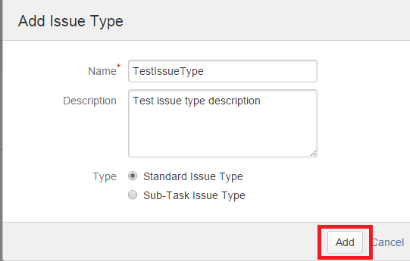 Add Issue Type
Name*
TestIssueType
Description
Test issue type description
Type
Standard Issue Type
Sub-Task Issue Type
Add Cancel